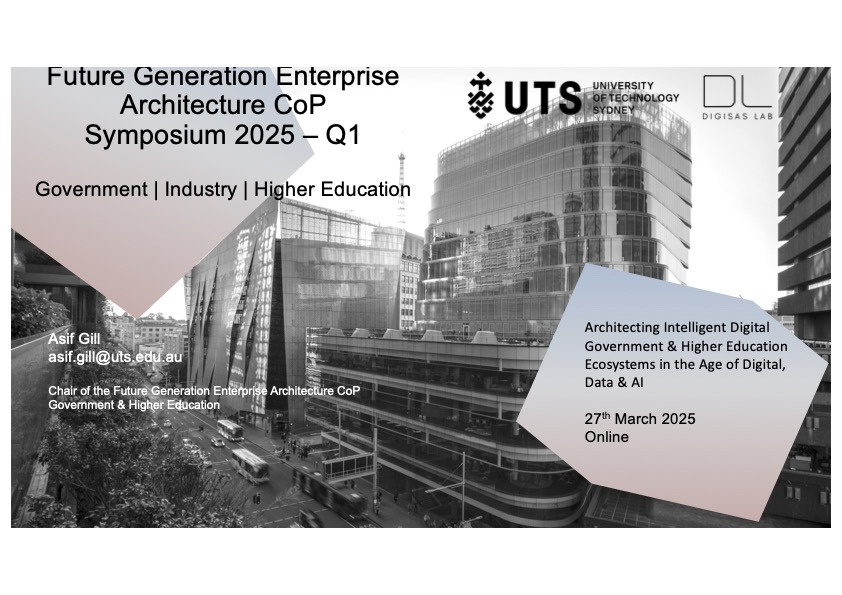 Future Generation Enterprise
Architecture CoP
Symposium 2025 – Q1
Government | Industry | Higher Education
UTS
UNIVERSITY
OF TECHNOLOGY
SYDNEY
DL
DIGISAS LAB
Asif Gill
asif.gill@uts.edu.au
Chair of the Future Generation Enterprise Architecture CoP
Government & Higher Education
Architecting Intelligent Digital
Government & Higher Education
Ecosystems in the Age of Digital,
Data & AI
27th March 2025
Online